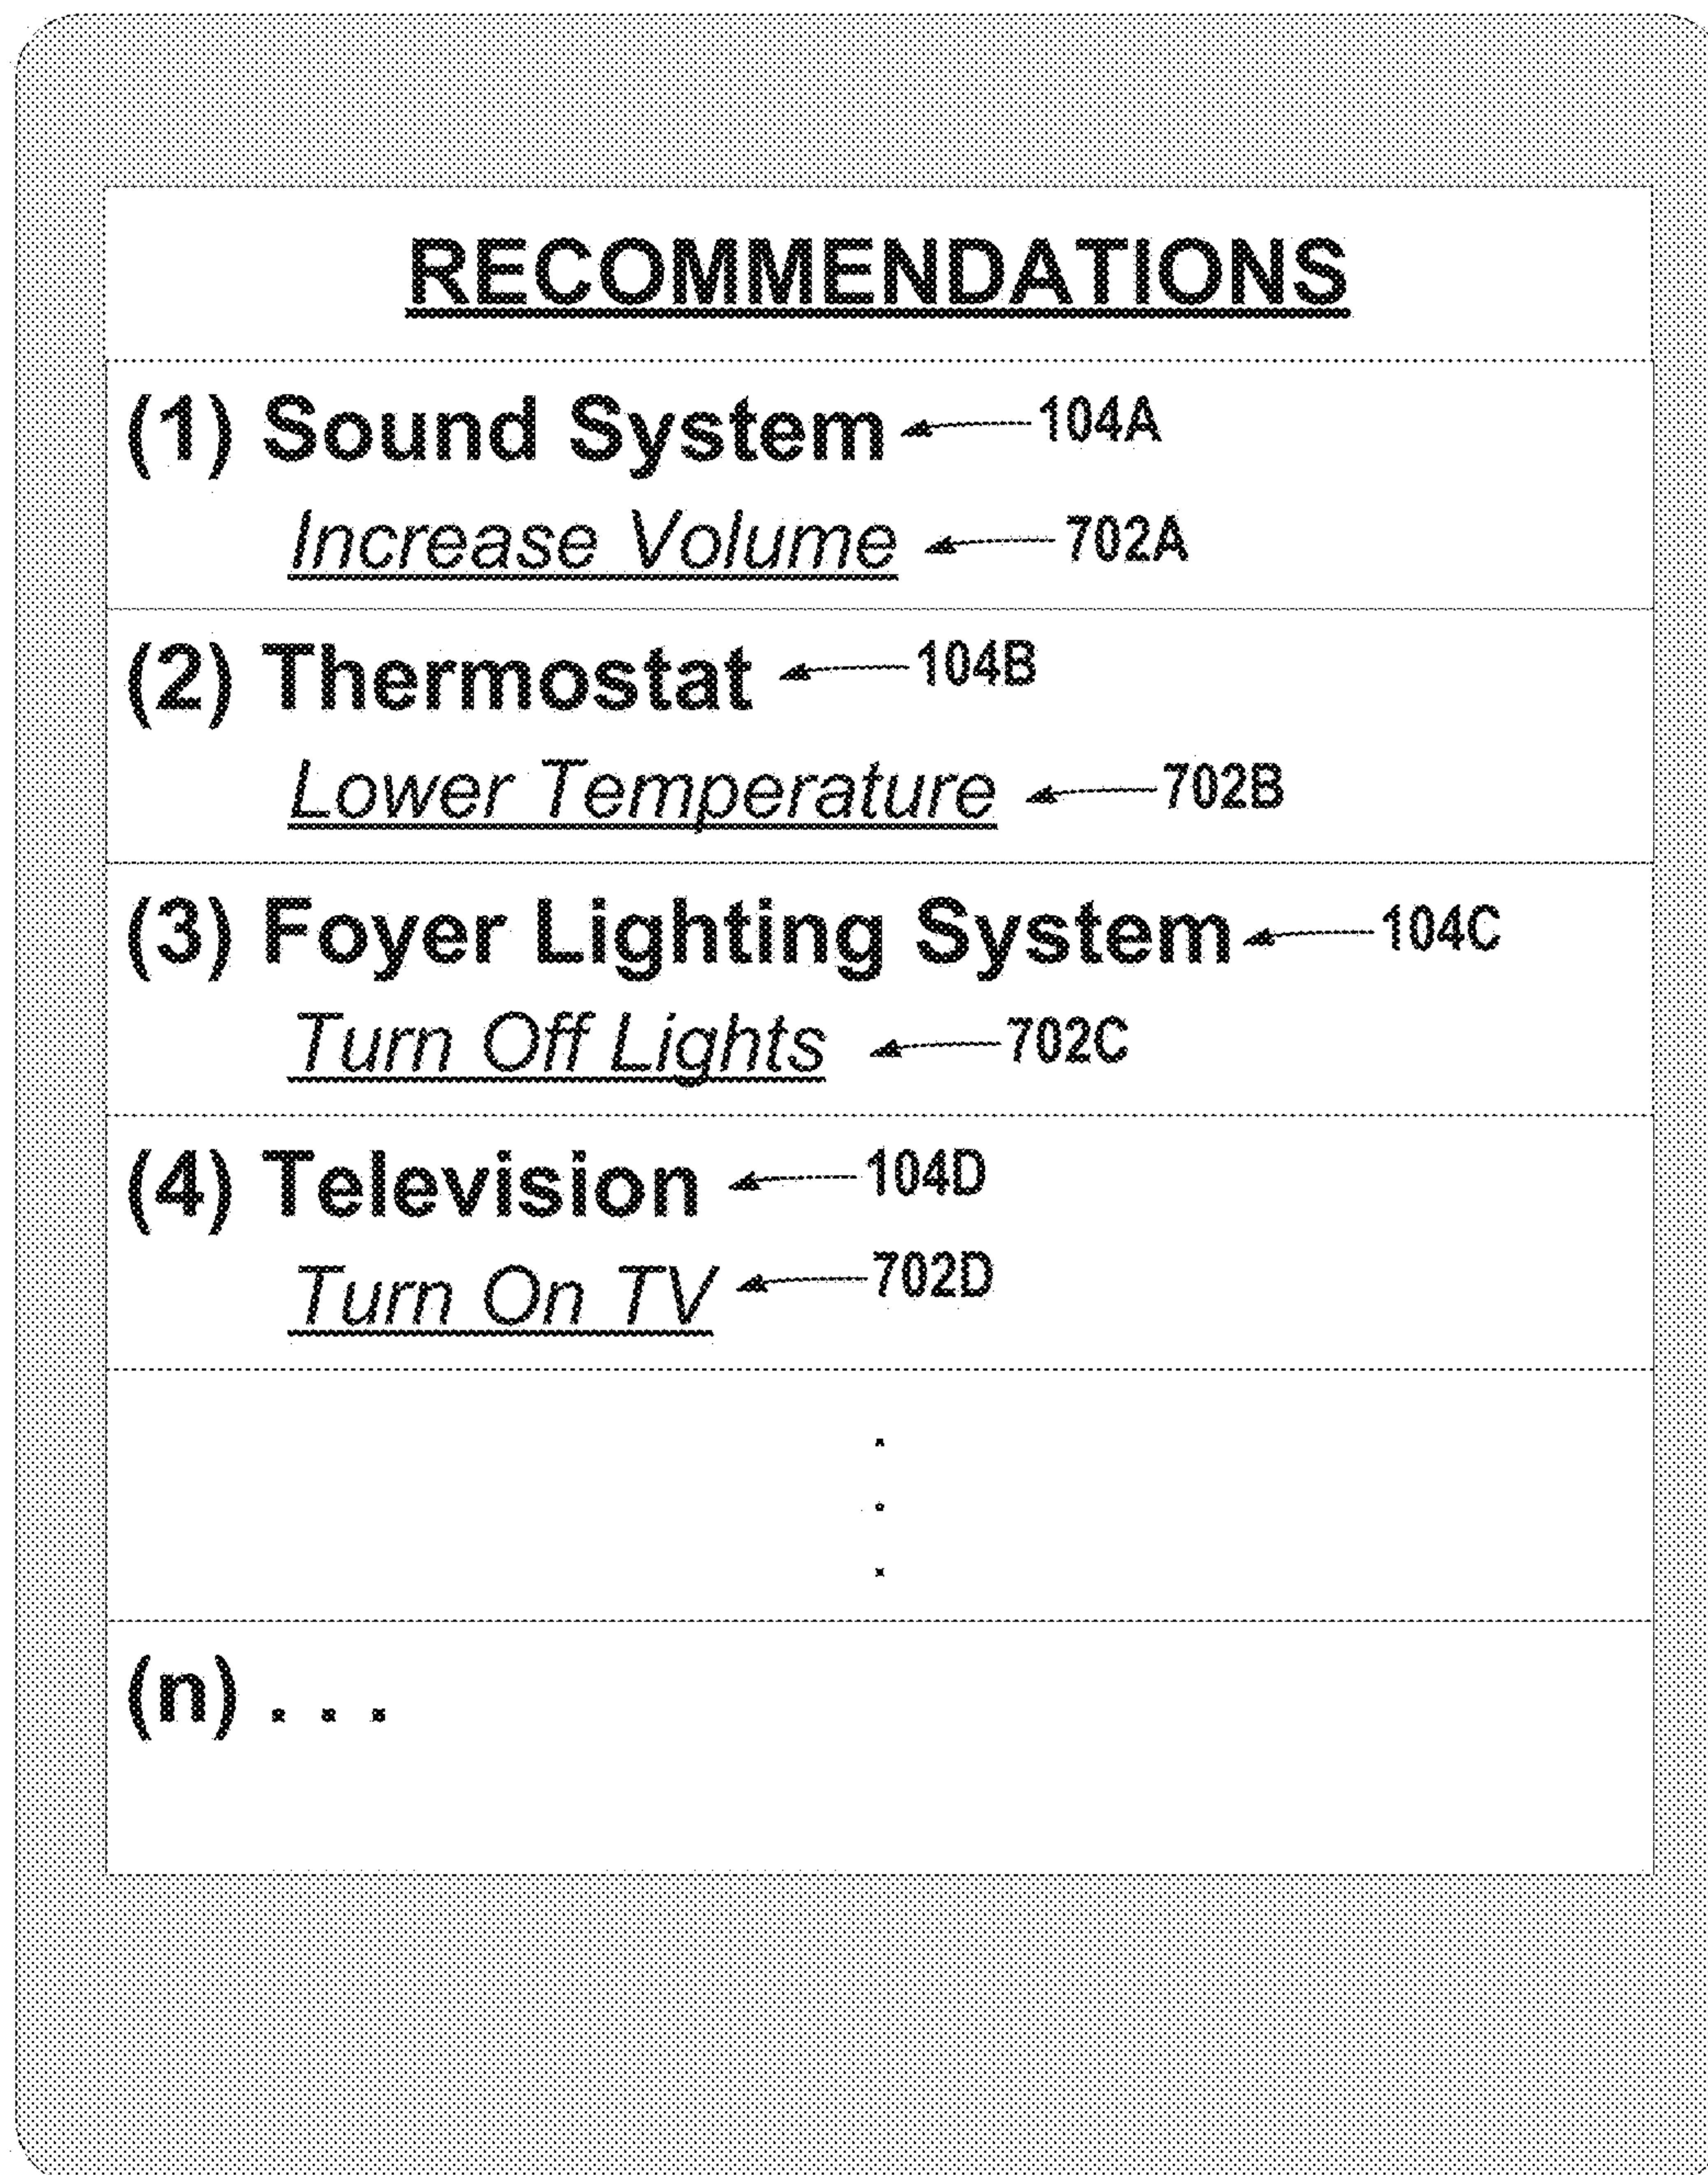 RECOMMENDATIONS
(1) Sound System 104A
Increase Volume 702A
(2) Thermostat 104B
Lower Temperature 702B
(3) Foyer Lighting System 104C
Turn Off Lights 702C
(4) Television 104D
Turn On TV 702D
.
.
.
(n) . . .